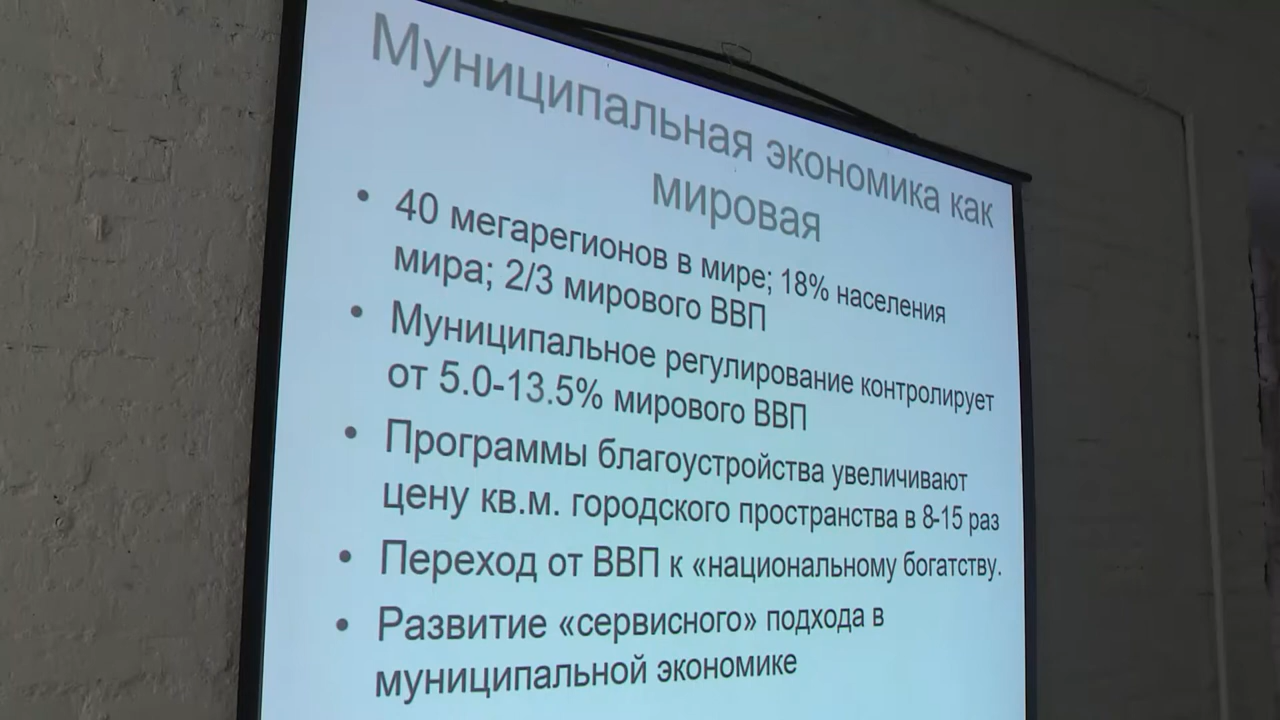 Муниципальная экономика как
мировая
• 40 мегарегионов в мире; 18% населения
мира; 2/3 мирового ВВП
• Муниципальное регулирование контролирует
от 5.0-13.5% мирового ВВП
• Программы благоустройства увеличивают
цену кв.м. городского пространства в 8-15 раз
• Переход от ВВП к «национальному богатству.
• Развитие «сервисного» подхода в
муниципальной экономике